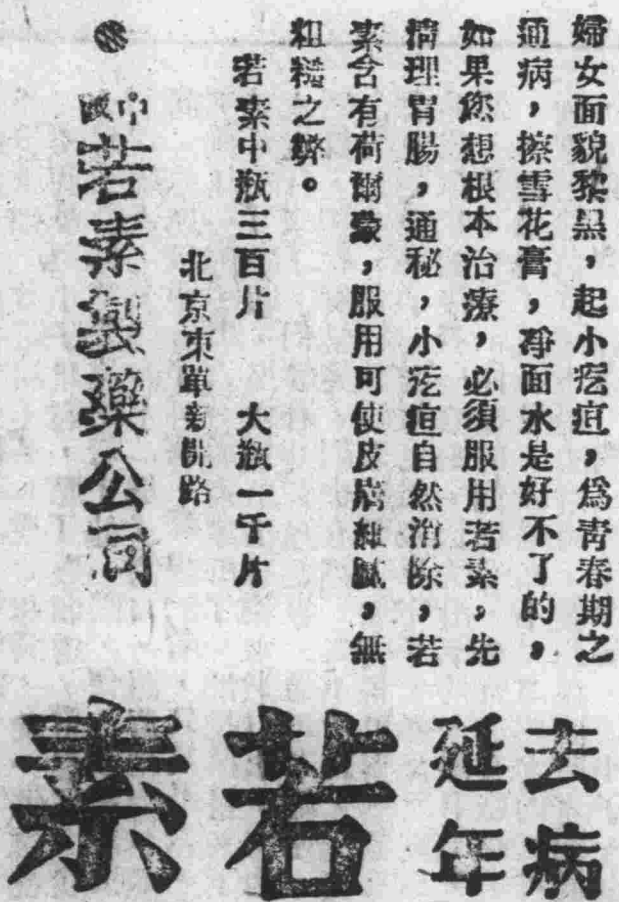 婦女面貌黎黑，起小疙疸，爲靑春期之
通病，擦雪花膏，凈面水是好不了的，
如果您想根本治療，必須服用若素，先
淸理胃腸，通秘，小疙疸自然消除，若
素含有荷爾蒙，服用可使皮膚細膩，無
粗糙之弊。
若素中瓶三百片　大瓶一千片
北京東單新開路
中國若素製藥公司
去病
延年
若素